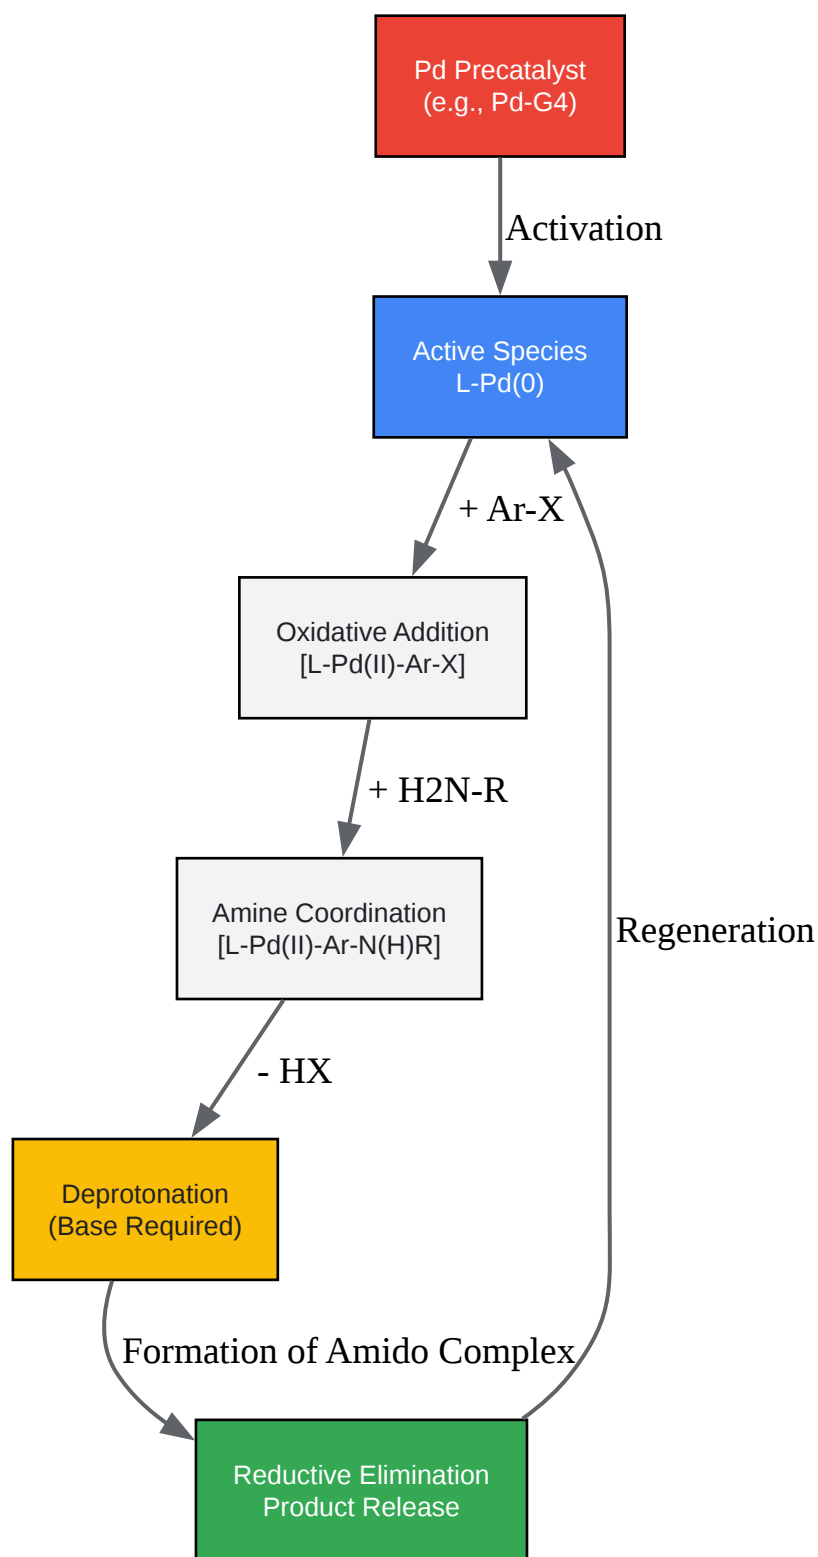 Pd Precatalyst
(e.g., Pd-G4)
Activation
Active Species
L-Pd(0)
+ Ar-X
Oxidative Addition
[L-Pd(II)-Ar-X]
+ H2N-R
Amine Coordination
[L-Pd(II)-Ar-N(H)R]
Regeneration
- HX
Deprotonation
(Base Required)
Formation of Amido Complex
Reductive Elimination
Product Release